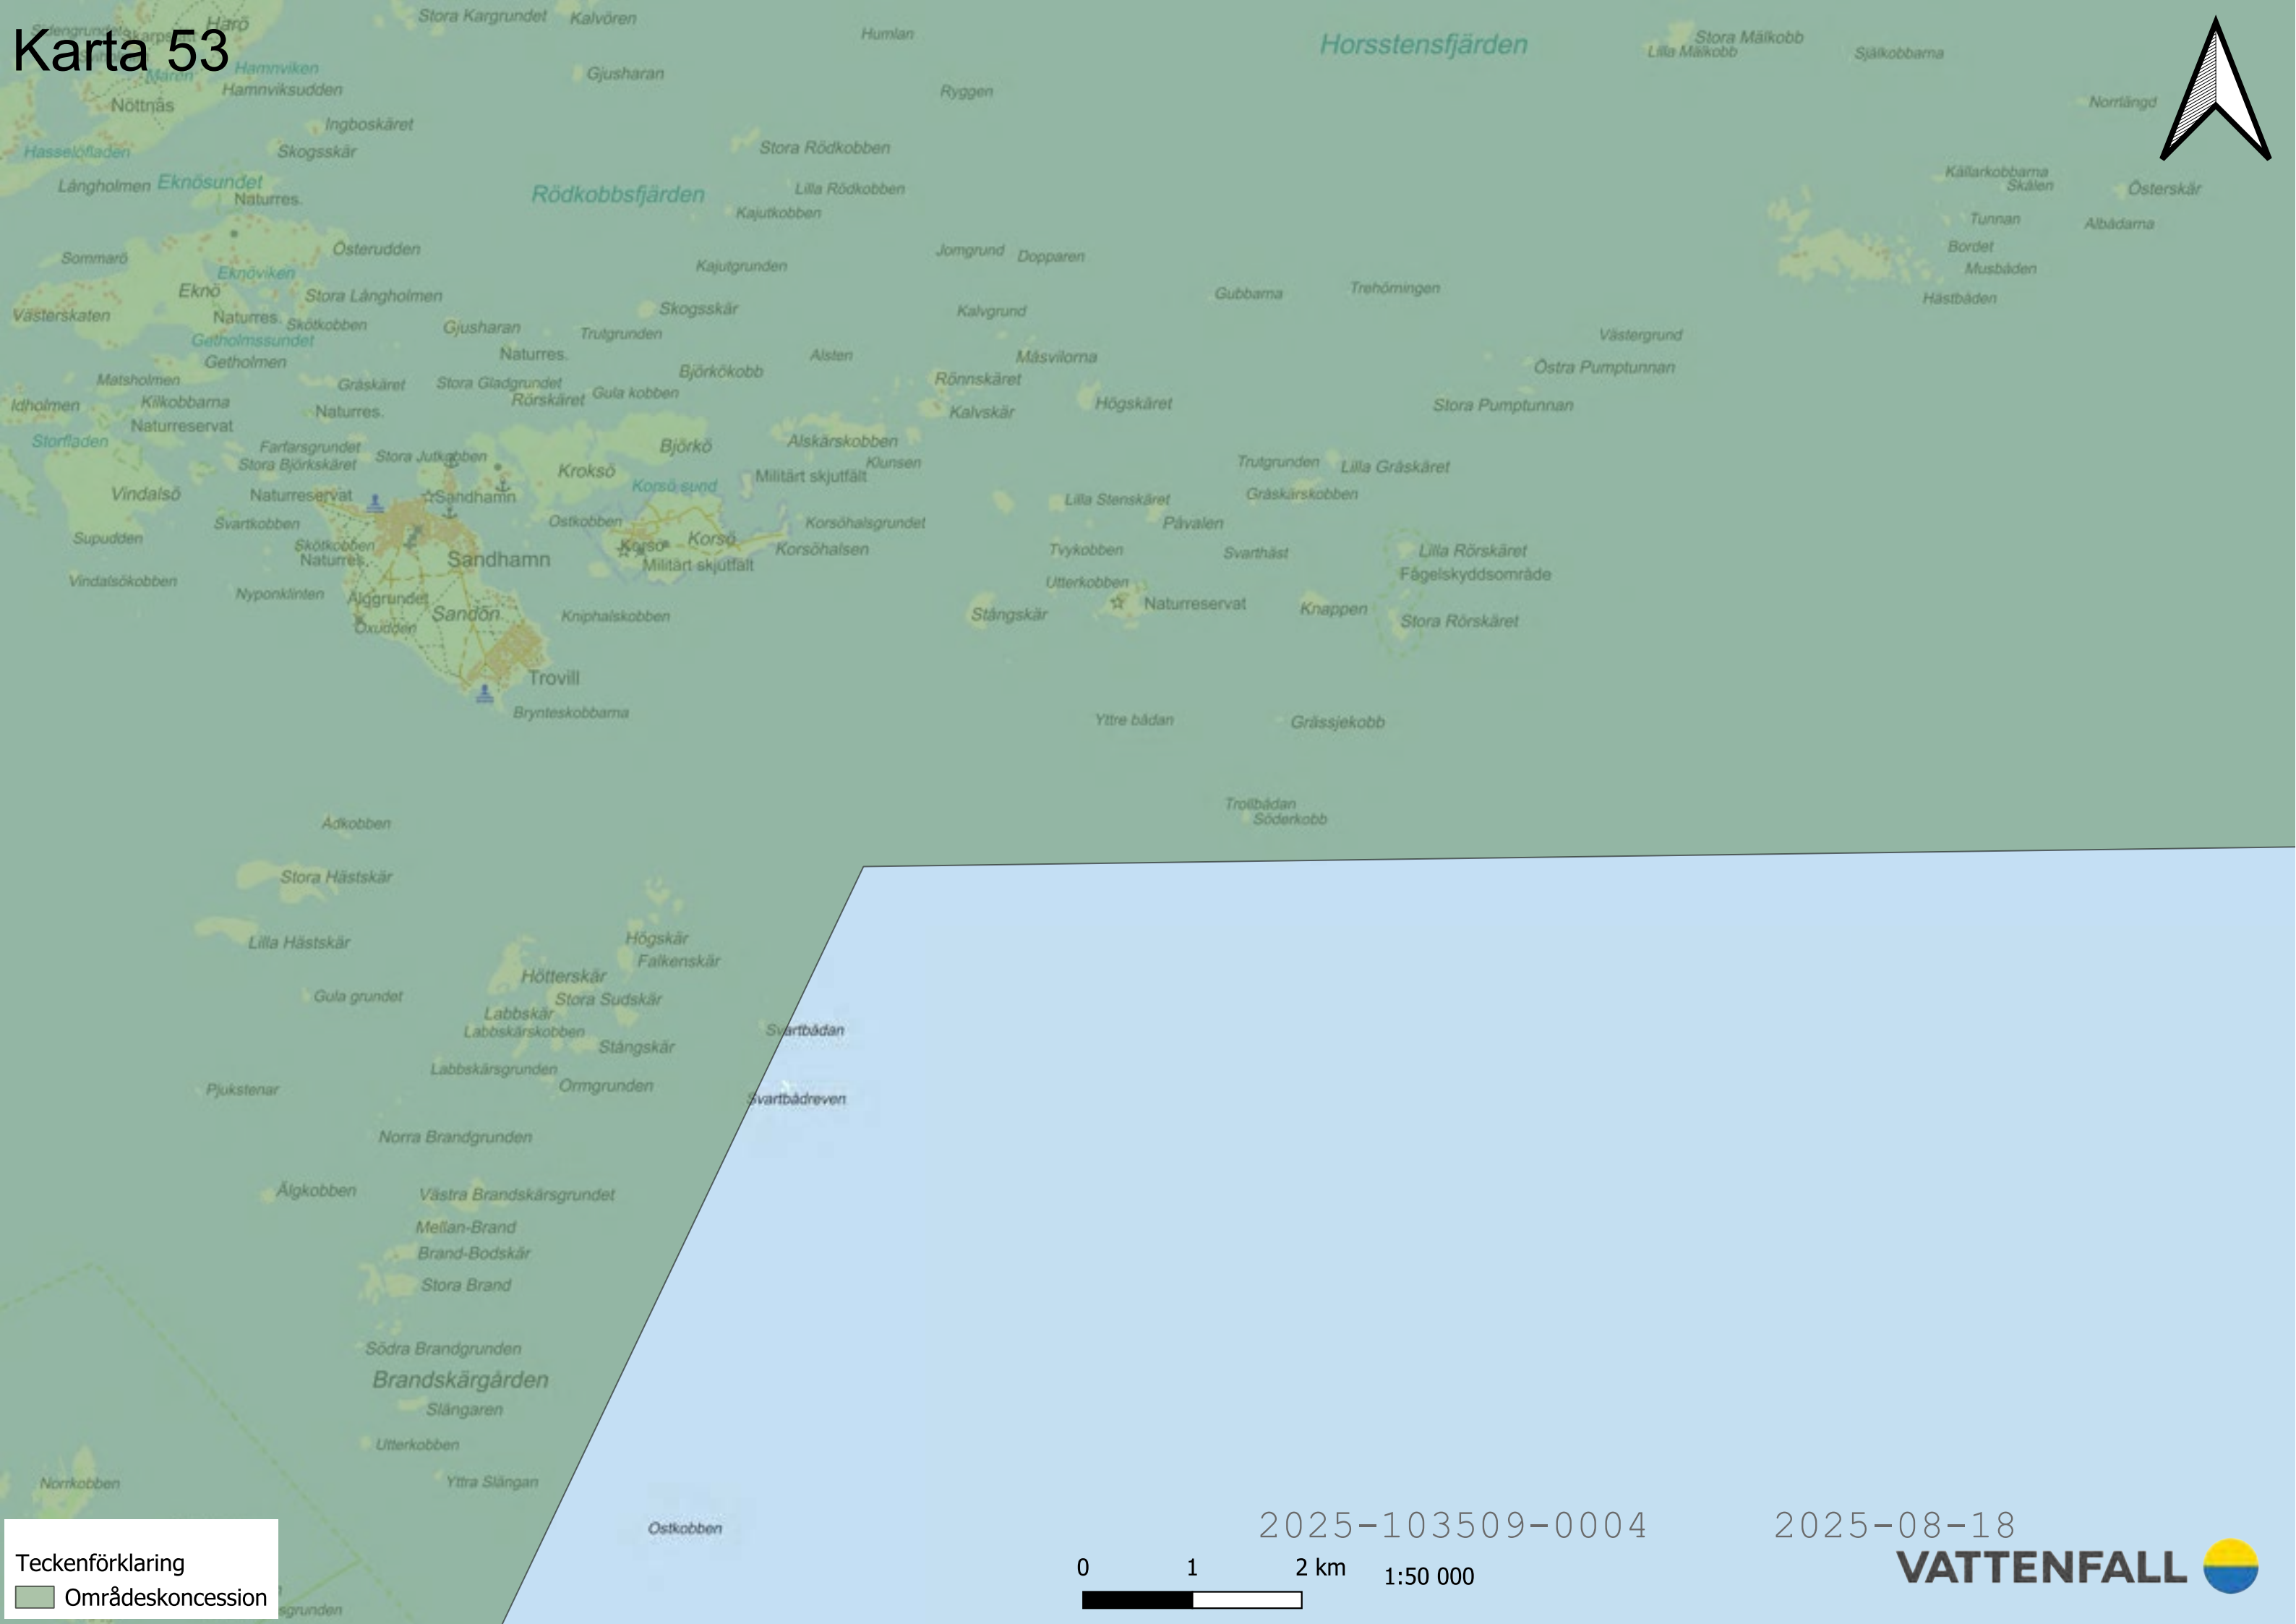 Karta 53
Harö
Stora Kargrundet
Kalvören
Humlan
Horsstensfjärden
Stora Mälkobb
Lilla Mälkobb
Själkobbarna
Hamnviken
Gjusharan
Mären
Hamnviksudden
Ryggen
Nöttnäs
Norrlängd
Ingboskäret
Hasselöfladen
Skogsskär
Stora Rödkobben
Källarkobbarna
Skälen
Österskär
Långholmen
Eknösundet
Naturres.
Rödkobbsfjärden
Lilla Rödkobben
Kajutkobben
Tunnan
Albådarna
Sommarö
Österudden
Jomgrund
Dopparen
Bordet
Eknöviken
Kajutgrunden
Musbåden
Eknö
Stora Långholmen
Gubbarna
Trehörningen
Hästbåden
Västerskaten
Naturres.
Skötkobben
Skogsskär
Kalvgrund
Getholmssundet
Gjusharan
Trutgrunden
Västergrund
Getholmen
Naturres.
Alsten
Måsvilorna
Östra Pumptunnan
Matsholmen
Gråskäret
Stora Gladgrundet
Björkökobb
Rönnskäret
Idholmen
Kilkobbarna
Naturres.
Rörskäret
Gula kobben
Kalvskär
Högskäret
Stora Pumptunnan
Naturreservat
Storfladen
Farfarsgrundet
Stora Jutkobben
Björkö
Alskärskobben
Stora Björkskäret
Kroksö
Klunsen
Trutgrunden
Lilla Gråskäret
Militärt skjutfält
Vindalsö
Naturreservat
Sandhamn
Korsö sund
Lilla Stenskäret
Gråskärskobben
Svartkobben
Ostkobben
Korsöhalsgrundet
Påvalen
Supudden
Skötkobben
Naturres.
Sandhamn
Korsö
Korsö
Korsöhalsen
Tvykobben
Svarthäst
Lilla Rörskäret
Militärt skjutfält
Fågelskyddsområde
Vindalsökobben
Nyponklinten
Älggrundet
Utterkobben
Sandön
Kniphalskobben
Stångskär
Naturreservat
Knappen
Stora Rörskäret
Oxudden
Trovill
Brynteskobbarna
Yttre bådan
Grässjekobb
Trollbådan
Söderkobb
Ådkobben
Stora Hästskär
Lilla Hästskär
Högskär
Falkenskär
Hötterskär
Gula grundet
Stora Sudskär
Labbskär
Labbskärskobben
Svartbådan
Stångskär
Labbskärsgrunden
Ormgrunden
Pjukstenar
Svartbådreven
Norra Brandgrunden
Älgkobben
Västra Brandskärsgrundet
Mellan-Brand
Brand-Bodskär
Stora Brand
Södra Brandgrunden
Brandskärgården
Slängaren
Utterkobben
Norrkobben
Yttra Slängan
Ostkobben
2025-103509-0004
2025-08-18
Teckenförklaring
Områdeskoncession
sgrunden
0 1 2 km
1:50 000
VATTENFALL